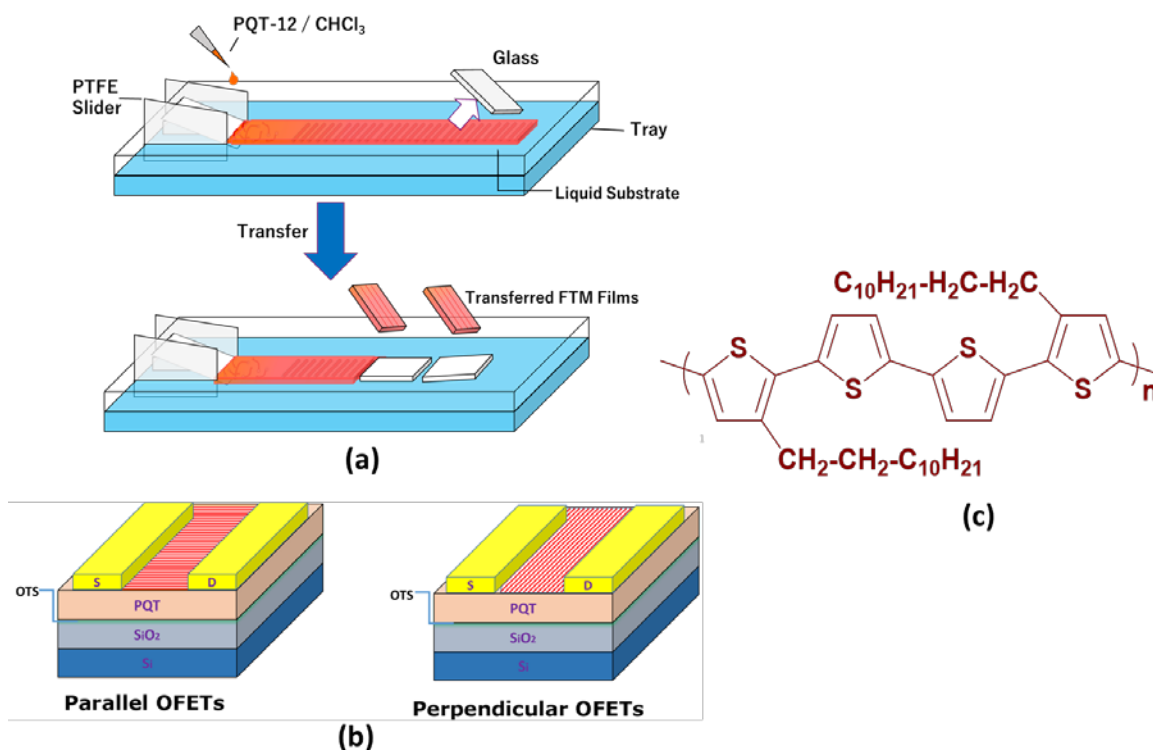 PQT-12 / CHCl₃
Glass
PTFE
Slider
Tray
Liquid Substrate
Transfer
Transferred FTM Films
(a)
C₁₀H₂₁-H₂C-H₂C
S
S
S
S
n
1
CH₂-CH₂-C₁₀H₂₁
(c)
S
D
OTS
PQT
SiO₂
Si
Parallel OFETs
S
D
OTS
PQT
SiO₂
Si
Perpendicular OFETs
(b)